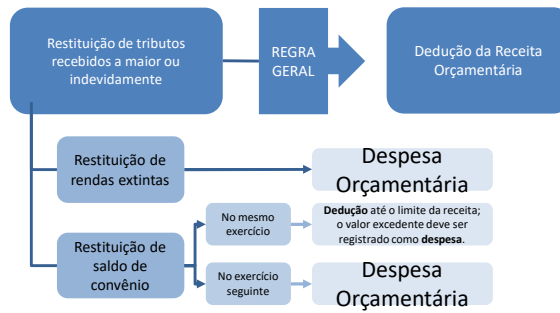 Restituição de tributos
recebidos a maior ou
indevidamente
REGRA
GERAL
Dedução da Receita
Orçamentária
Restituição de
rendas extintas
Despesa
Orçamentária
Restituição de
saldo de
convênio
No mesmo
exercício
Dedução até o limite da receita;
o valor excedente deve ser
registrado como despesa.
No exercício
seguinte
Despesa
Orçamentária